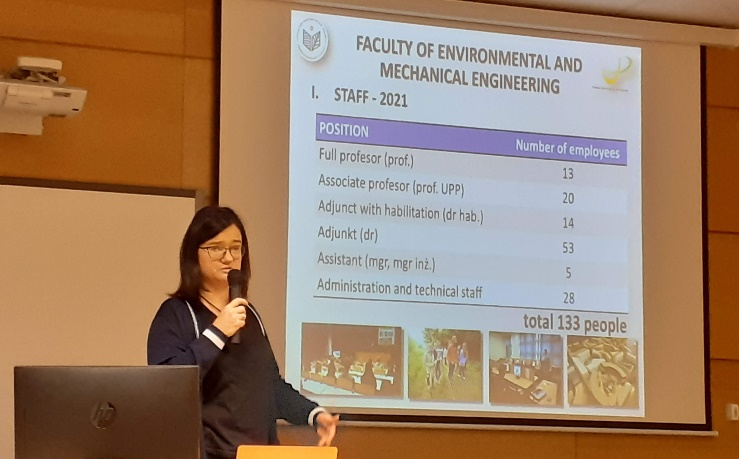 FACULTY OF ENVIRONMENTAL AND
MECHANICAL ENGINEERING
I. STAFF - 2021
POSITION Number of employees
Full profesor (prof.) 13
Associate profesor (prof. UPP) 20
Adjunct with habilitation (dr hab.) 14
Adjunkt (dr) 53
Assistant (mgr, mgr inż.) 5
Administration and technical staff 28
total 133 people
hp